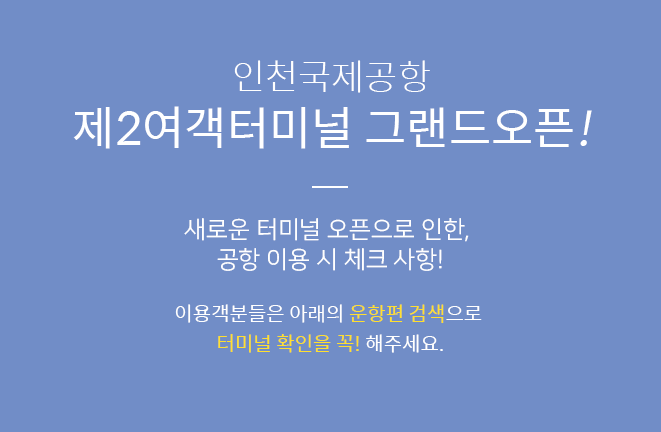 인천국제공항
제2여객터미널 그랜드오픈!
새로운 터미널 오픈으로 인한,
공항 이용 시 체크 사항!
이용객분들은 아래의 운항편 검색으로
터미널 확인을 꼭! 해주세요.